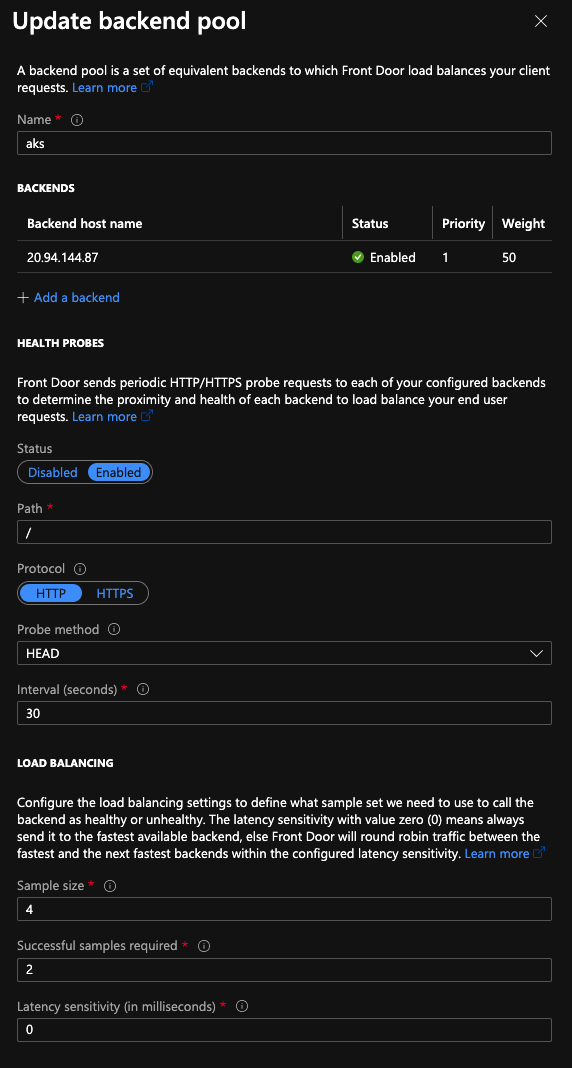 Update backend pool
A backend pool is a set of equivalent backends to which Front Door load balances your client
requests. Learn more
Name *
aks
BACKENDS
Backend host name Status Priority Weight
20.94.144.87 Enabled 1 50
+ Add a backend
HEALTH PROBES
Front Door sends periodic HTTP/HTTPS probe requests to each of your configured backends
to determine the proximity and health of each backend to load balance your end user
requests. Learn more
Status
Disabled Enabled
Path *
/
Protocol
HTTP HTTPS
Probe method
HEAD
Interval (seconds) *
30
LOAD BALANCING
Configure the load balancing settings to define what sample set we need to use to call the
backend as healthy or unhealthy. The latency sensitivity with value zero (0) means always
send it to the fastest available backend, else Front Door will round robin traffic between the
fastest and the next fastest backends within the configured latency sensitivity. Learn more
Sample size *
4
Successful samples required *
2
Latency sensitivity (in milliseconds) *
0